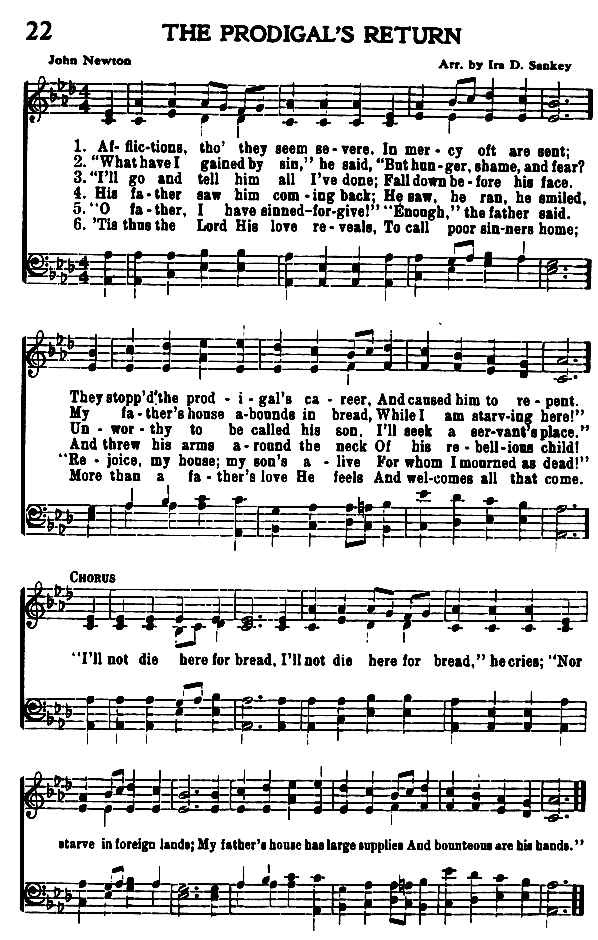 22 THE PRODIGAL'S RETURN
John Newton Arr. by Ira D. Sankey
1. Af-flic-tions, tho' they seem se-vere. In mer-cy oft are sent;
2. "What have I gained by sin," he said, "But hun-ger, shame, and fear?
3. "I'll go and tell him all I've done; Fall down be-fore his face.
4. His fa-ther saw him com-ing back; He saw, he ran, he smiled,
5. "O fa-ther, I have sinned-for-give!" "Enough," the father said.
6. 'Tis thus the Lord His love re-veals, To call poor sin-ners home;
They stopp'd the prod-i-gal's ca-reer, And caused him to re-pent.
My fa-ther's house a-bounds in bread, While I am starv-ing here!"
Un-wor-thy to be called his son, I'll seek a ser-vant's place."
And threw his arms a-round the neck Of his re-bell-ious child!
"Re-joice, my house; my son's a-live For whom I mourned as dead!"
More than a fa-ther's love He feels And wel-comes all that come.
CHORUS
"I'll not die here for bread, I'll not die here for bread," he cries; "Nor
starve in foreign lands; My father's house has large supplies And bounteous are his hands."